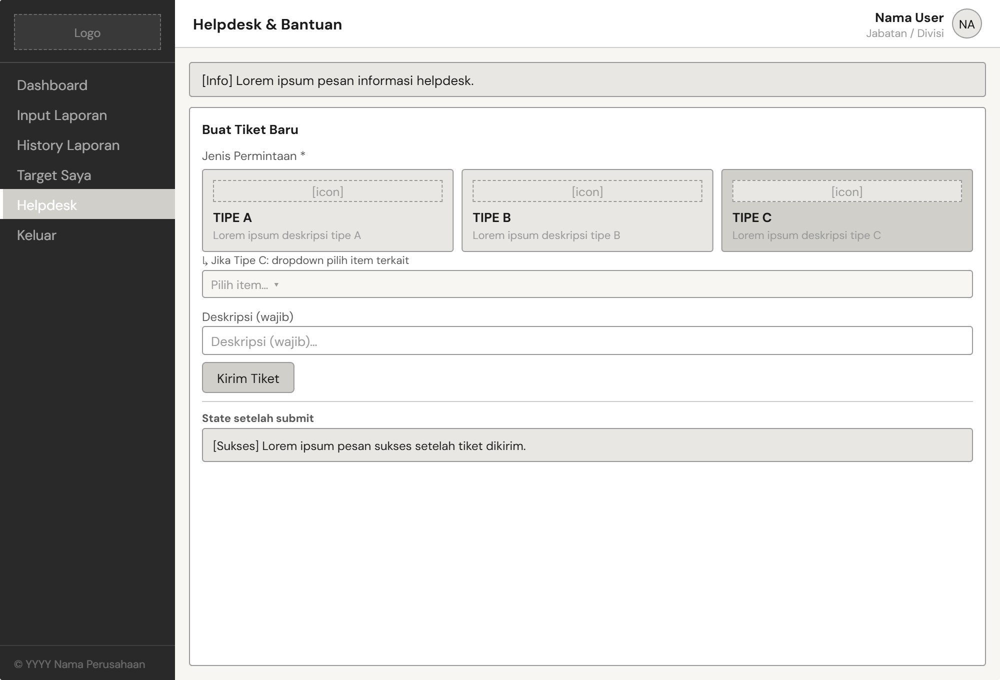 Logo
Dashboard
Input Laporan
History Laporan
Target Saya
Helpdesk
Keluar
© YYYY Nama Perusahaan
Helpdesk & Bantuan
Nama User
Jabatan / Divisi
NA
[Info] Lorem ipsum pesan informasi helpdesk.
Buat Tiket Baru
Jenis Permintaan *
[icon]
TIPE A
Lorem ipsum deskripsi tipe A
[icon]
TIPE B
Lorem ipsum deskripsi tipe B
[icon]
TIPE C
Lorem ipsum deskripsi tipe C
↳ Jika Tipe C: dropdown pilih item terkait
Pilih item... ▾
Deskripsi (wajib)
Deskripsi (wajib)...
Kirim Tiket
State setelah submit
[Sukses] Lorem ipsum pesan sukses setelah tiket dikirim.